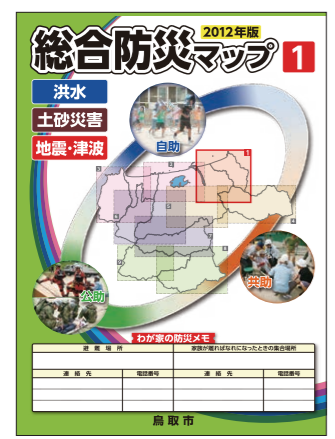 2012年版
総合防災マップ 1
洪水
土砂災害
地震・津波
自助
公助
共助
わが家の防災メモ
避難場所 家族が離ればなれになったときの集合場所
連絡先 電話番号 連絡先 電話番号
鳥取市